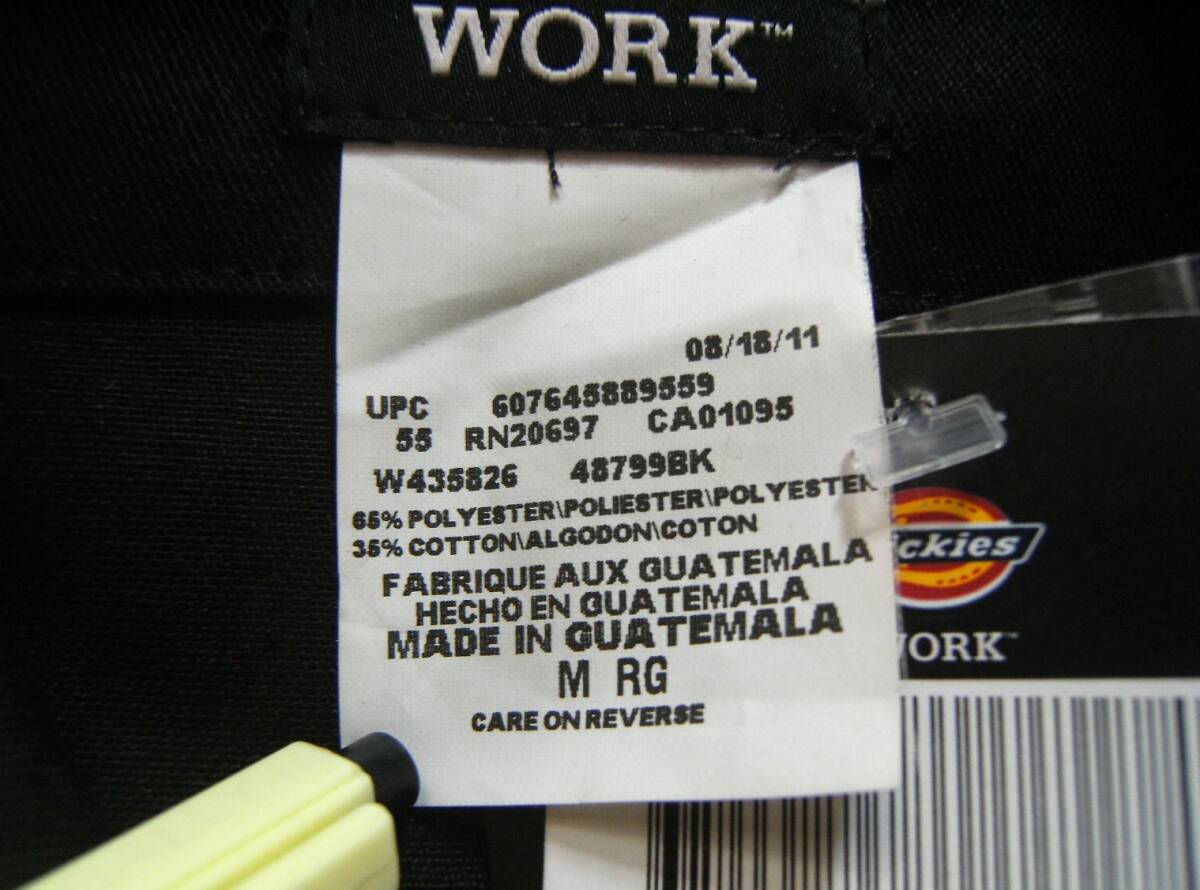 WORK™
08/18/11
UPC 607645889559
55 RN20697 CA01095
W435826 48799BK
65% POLYESTER\POLIESTER\POLYESTER
35% COTTON\ALGODON\COTON
FABRIQUE AUX GUATEMALA
HECHO EN GUATEMALA
MADE IN GUATEMALA
M RG
CARE ON REVERSE
ickies
WORK™